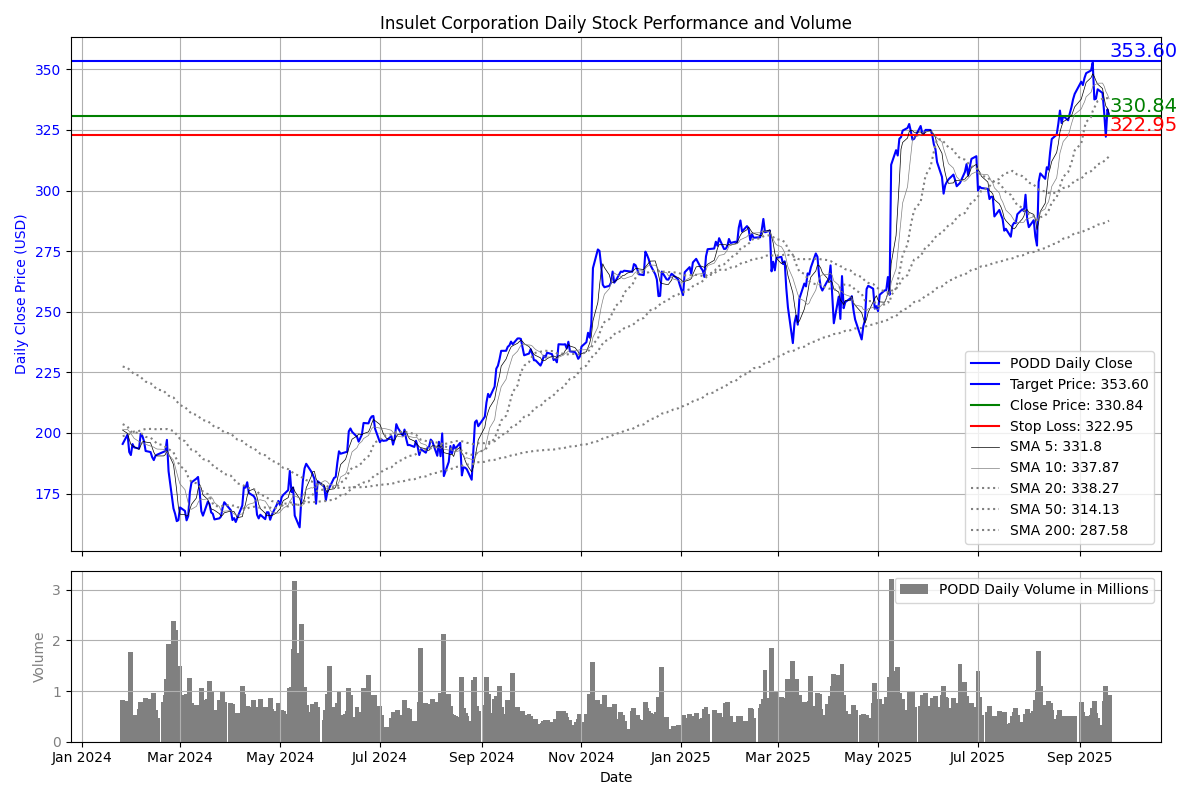 Insulet Corporation Daily Stock Performance and Volume
Daily Close Price (USD)
350
325
300
275
250
225
200
175
353.60
330.84
322.95
PODD Daily Close
Target Price: 353.60
Close Price: 330.84
Stop Loss: 322.95
SMA 5: 331.8
SMA 10: 337.87
SMA 20: 338.27
SMA 50: 314.13
SMA 200: 287.58
Volume
3
2
1
0
PODD Daily Volume in Millions
Jan 2024 Mar 2024 May 2024 Jul 2024 Sep 2024 Nov 2024 Jan 2025 Mar 2025 May 2025 Jul 2025 Sep 2025
Date